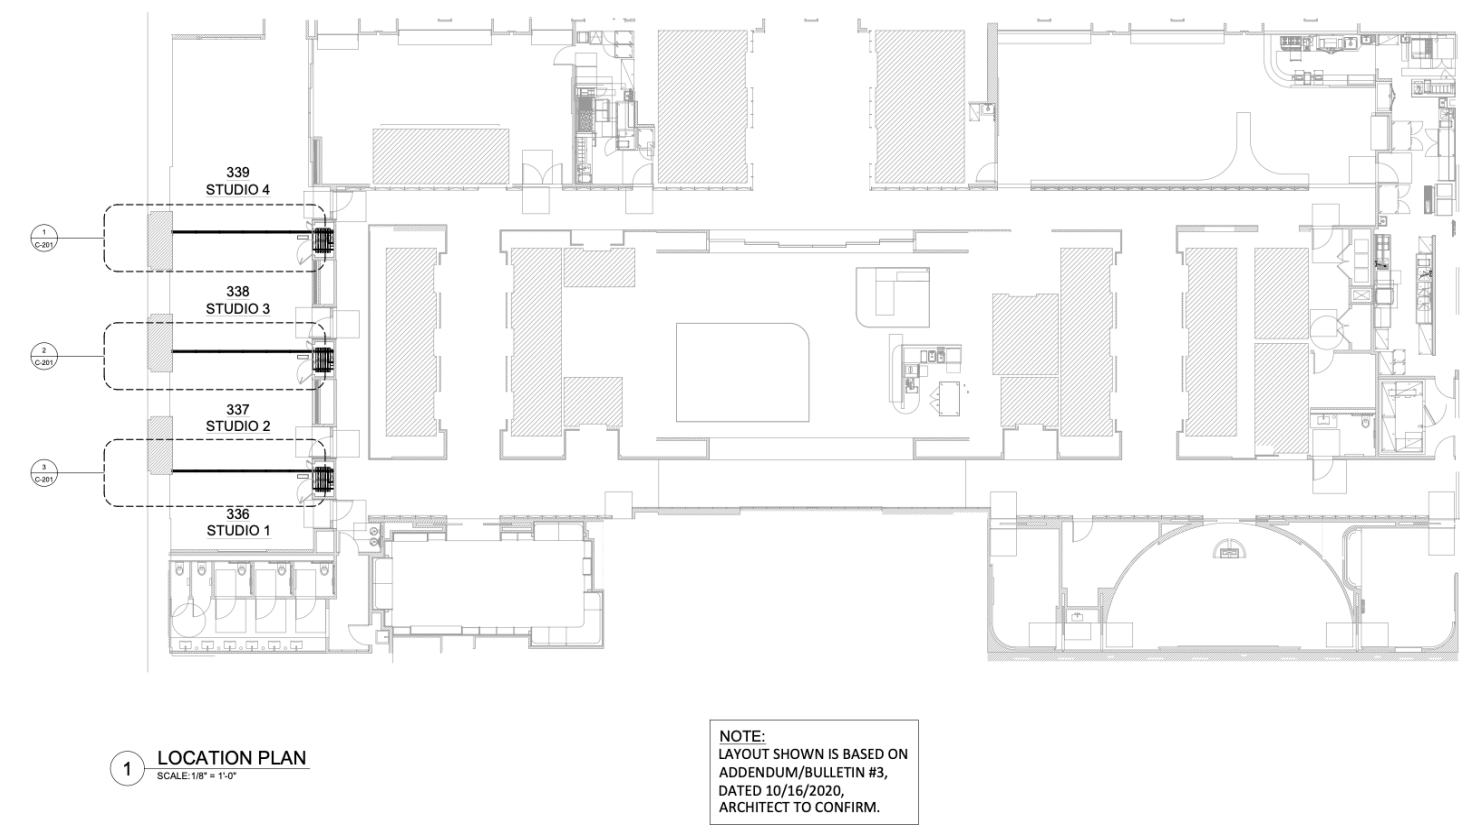 339
STUDIO 4
1
C-201
338
STUDIO 3
2
C-201
337
STUDIO 2
3
C-201
336
STUDIO 1
1
LOCATION PLAN
SCALE: 1/8" = 1'-0"
NOTE:
LAYOUT SHOWN IS BASED ON
ADDENDUM/BULLETIN #3,
DATED 10/16/2020,
ARCHITECT TO CONFIRM.